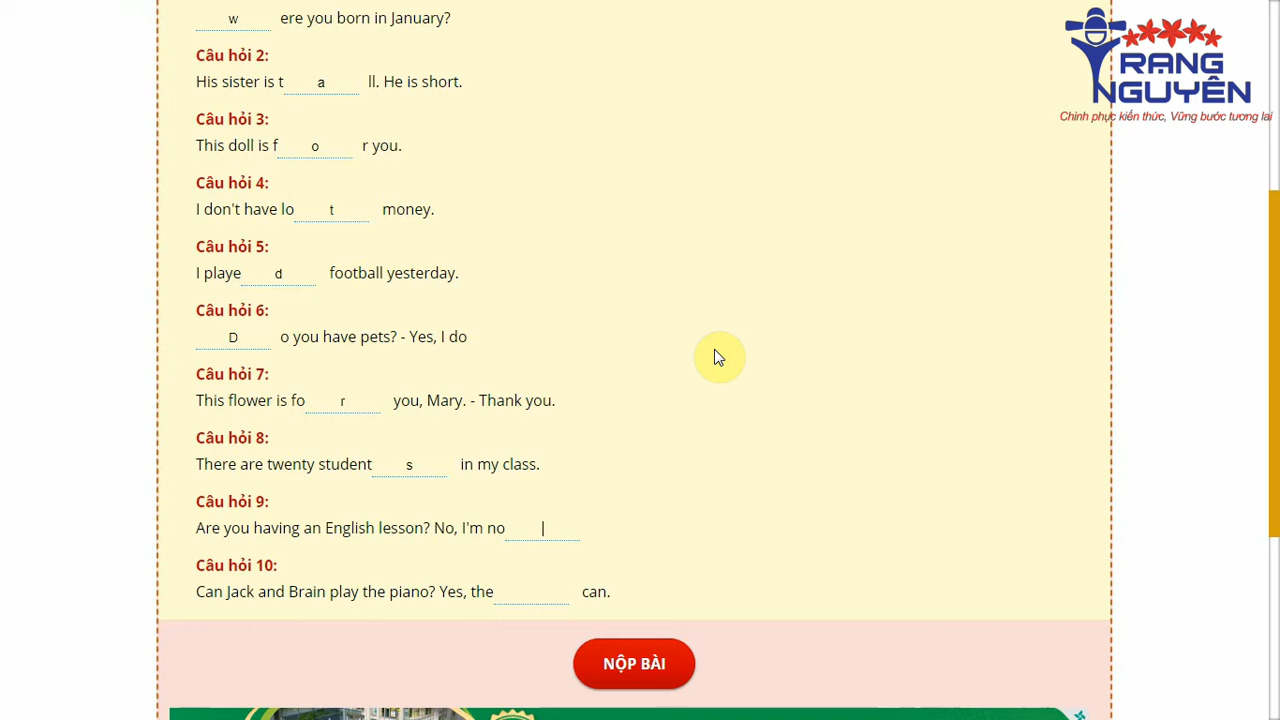 w ere you born in January?
Câu hỏi 2:
His sister is t a ll. He is short.
Câu hỏi 3:
This doll is f o r you.
Câu hỏi 4:
I don't have lo t money.
Câu hỏi 5:
I playe d football yesterday.
Câu hỏi 6:
D o you have pets? - Yes, I do
Câu hỏi 7:
This flower is fo r you, Mary. - Thank you.
Câu hỏi 8:
There are twenty student s in my class.
Câu hỏi 9:
Are you having an English lesson? No, I'm no
Câu hỏi 10:
Can Jack and Brain play the piano? Yes, the can.
NỘP BÀI
TRẠNG
NGUYÊN
Chinh phục kiến thức, Vững bước tương lai